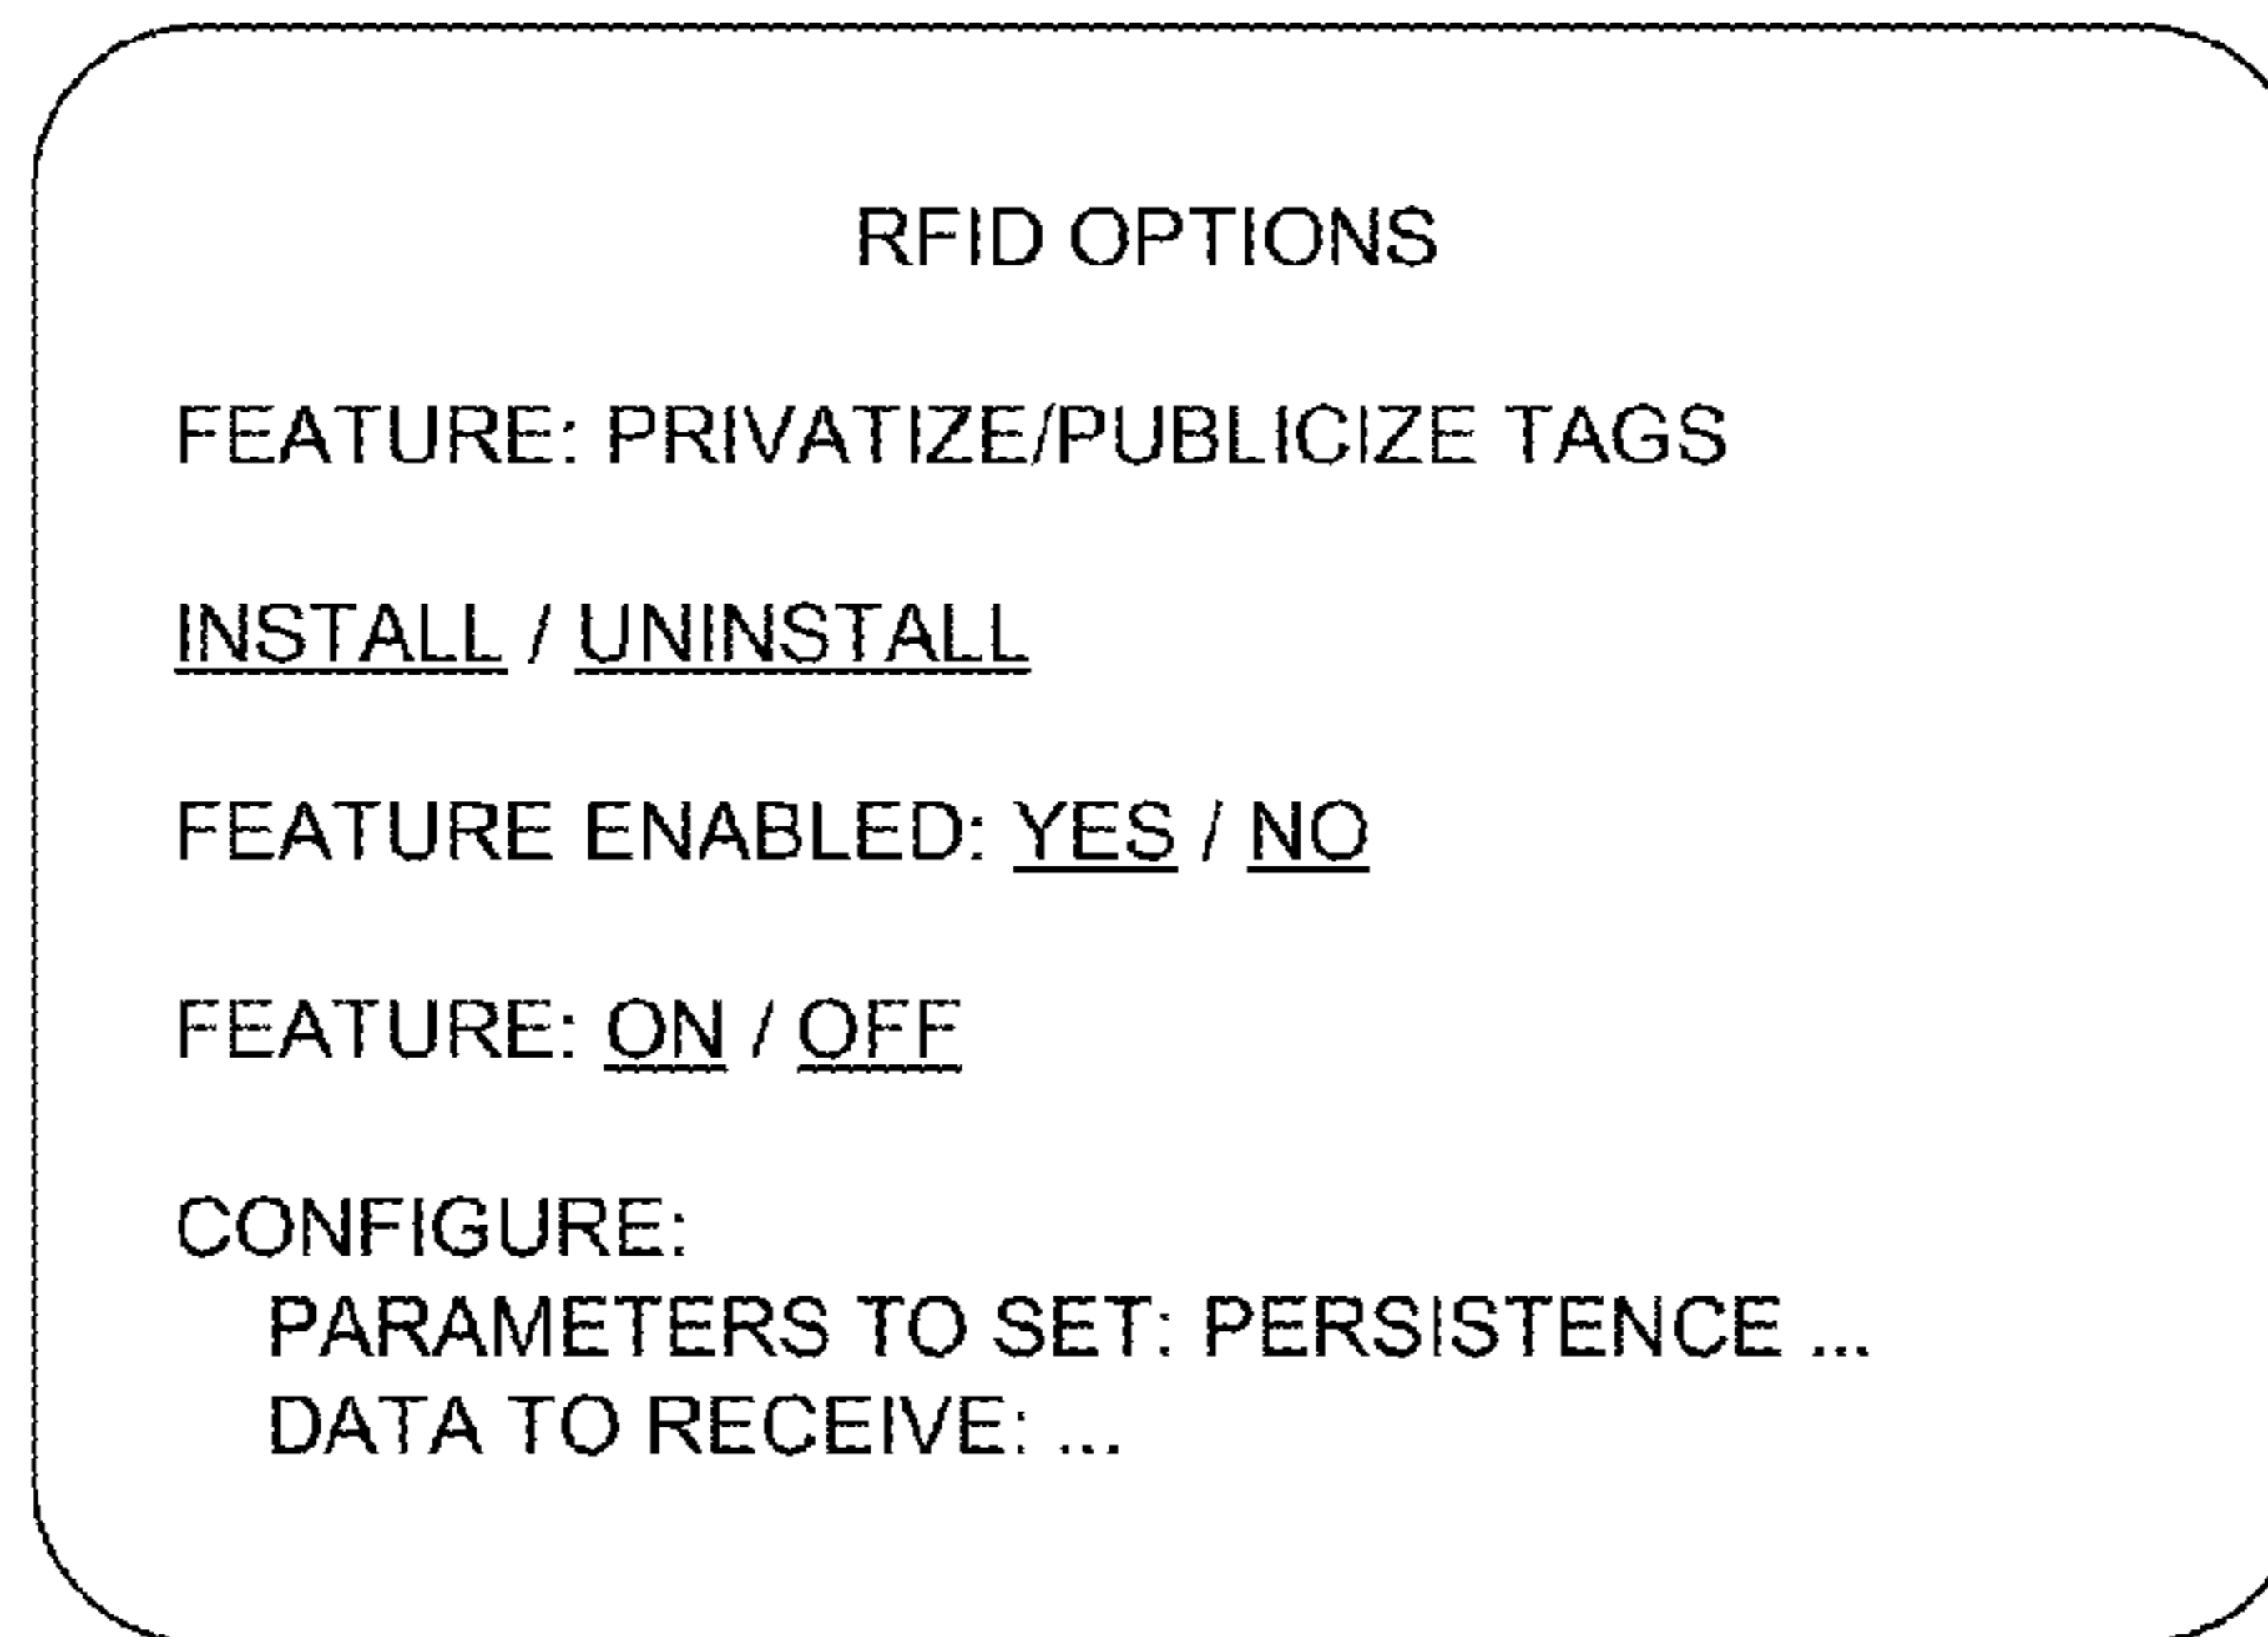 RFID OPTIONS
FEATURE: PRIVATIZE/PUBLICIZE TAGS
INSTALL / UNINSTALL
FEATURE ENABLED: YES / NO
FEATURE: ON / OFF
CONFIGURE:
PARAMETERS TO SET: PERSISTENCE ...
DATA TO RECEIVE: ...